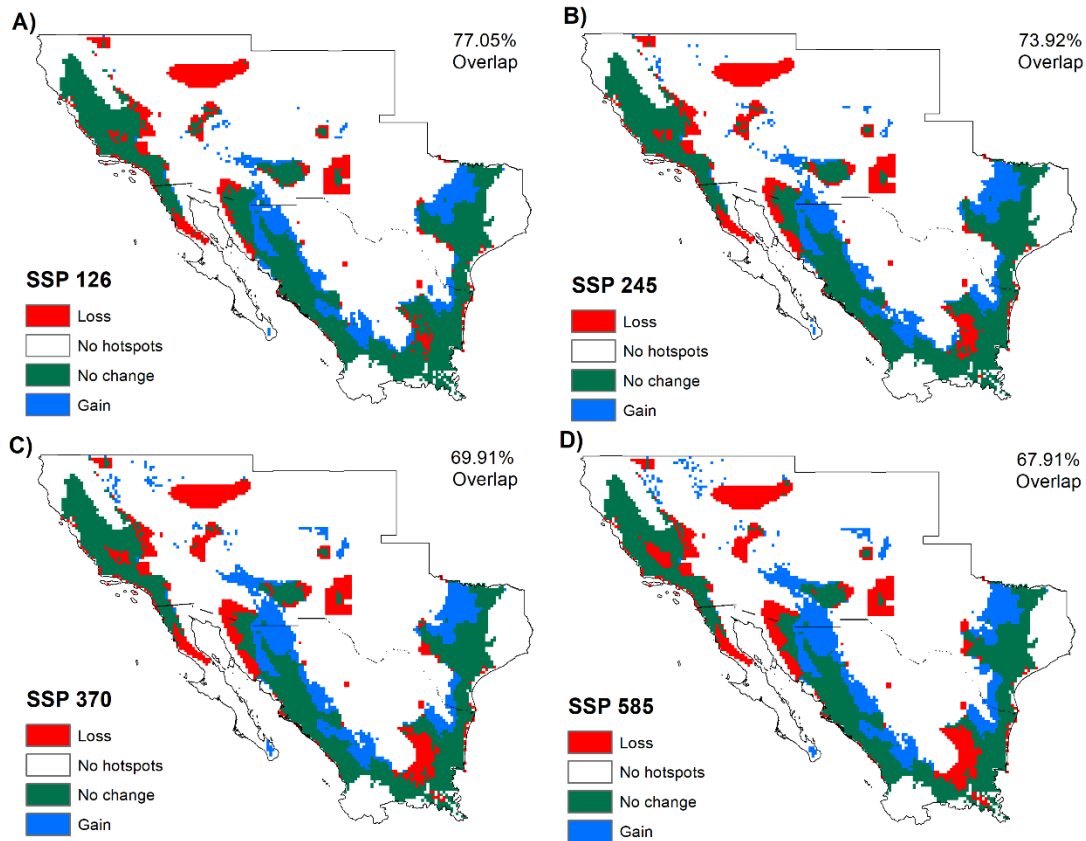 A)
77.05%
Overlap
SSP 126
Loss
No hotspots
No change
Gain
B)
73.92%
Overlap
SSP 245
Loss
No hotspots
No change
Gain
C)
69.91%
Overlap
SSP 370
Loss
No hotspots
No change
Gain
D)
67.91%
Overlap
SSP 585
Loss
No hotspots
No change
Gain